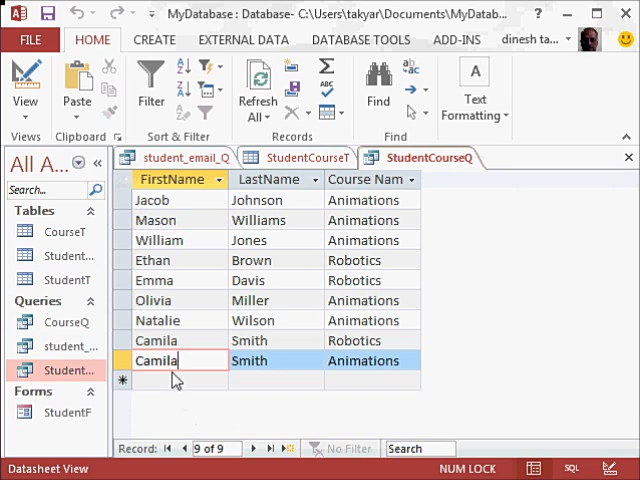 MyDatabase : Database- C:\Users\takyar\Documents\MyDatab...
?
FILE HOME CREATE EXTERNAL DATA DATABASE TOOLS ADD-INS dinesh ta...
View Paste Filter Refresh All Find Text Formatting
Views Clipboard Sort & Filter Records Find
All A...
Search...
Tables
CourseT
Student...
StudentT
Queries
CourseQ
student_...
Student...
Forms
StudentF
student_email_Q StudentCourseT StudentCourseQ
FirstName LastName Course Nam
Jacob Johnson Animations
Mason Williams Animations
William Jones Animations
Ethan Brown Robotics
Emma Davis Robotics
Olivia Miller Animations
Natalie Wilson Animations
Camila Smith Robotics
Camila Smith Animations
Record: 9 of 9 No Filter Search
Datasheet View NUM LOCK SQL